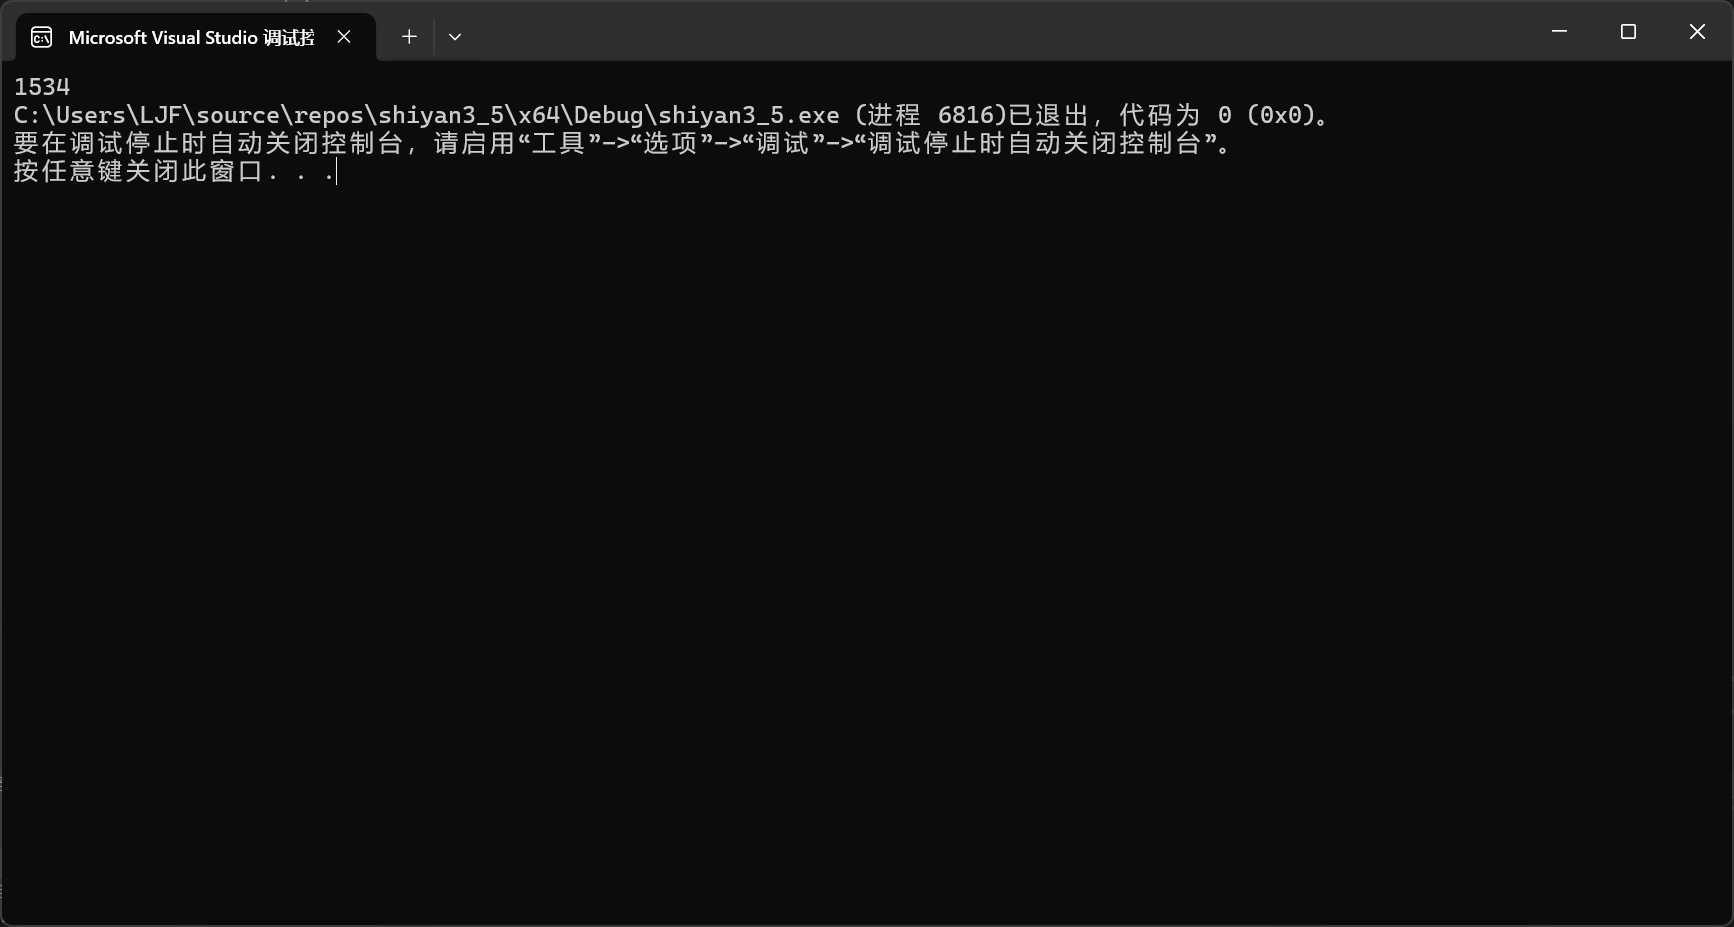 Microsoft Visual Studio 调试控
1534
C:\Users\LJF\source\repos\shiyan3_5\x64\Debug\shiyan3_5.exe (进程 6816)已退出，代码为 0 (0x0)。
要在调试停止时自动关闭控制台，请启用“工具”->“选项”->“调试”->“调试停止时自动关闭控制台”。
按任意键关闭此窗口. . .